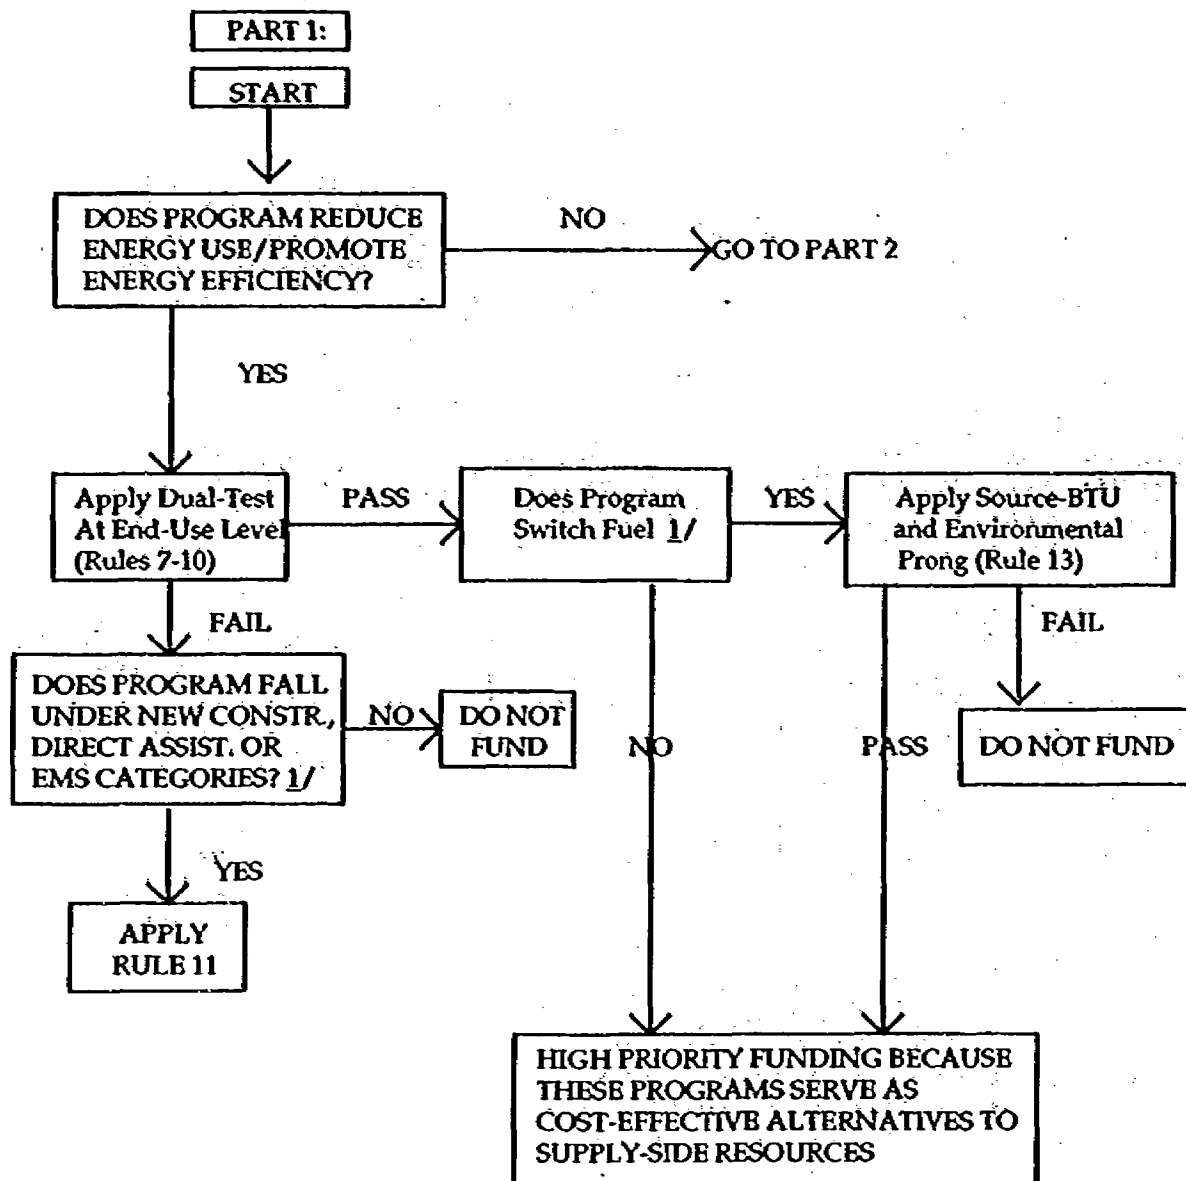 PART 1:
START
DOES PROGRAM REDUCE
ENERGY USE/PROMOTE
ENERGY EFFICIENCY?
NO
GO TO PART 2
YES
Apply Dual-Test
At End-Use Level
(Rules 7-10)
PASS
Does Program
Switch Fuel 1/
YES
Apply Source-BTU
and Environmental
Prong (Rule 13)
FAIL
FAIL
DOES PROGRAM FALL
UNDER NEW CONSTR.,
DIRECT ASSIST. OR
EMS CATEGORIES? 1/
NO
DO NOT
FUND
NO
PASS
DO NOT FUND
YES
APPLY
RULE 11
HIGH PRIORITY FUNDING BECAUSE
THESE PROGRAMS SERVE AS
COST-EFFECTIVE ALTERNATIVES TO
SUPPLY-SIDE RESOURCES